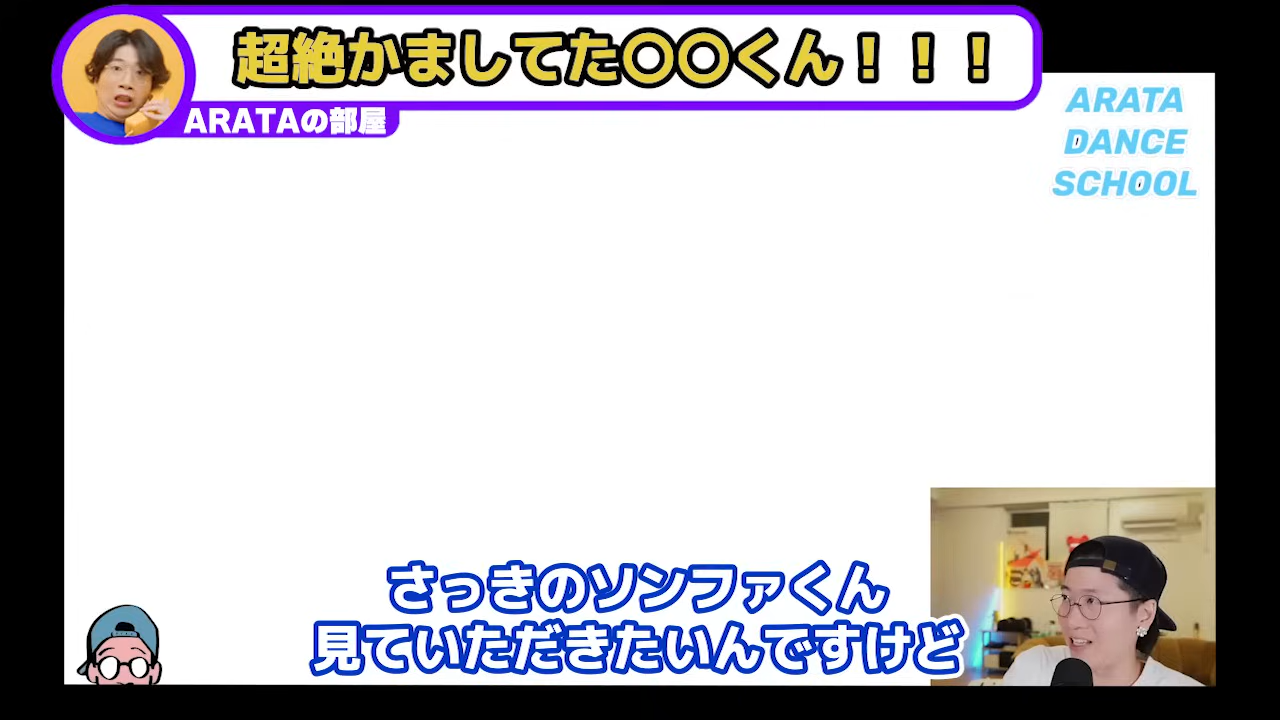 超絶かましてた〇〇くん！！！
ARATAの部屋
ARATA
DANCE
SCHOOL
さっきのソンファくん
見ていただきたいんですけど